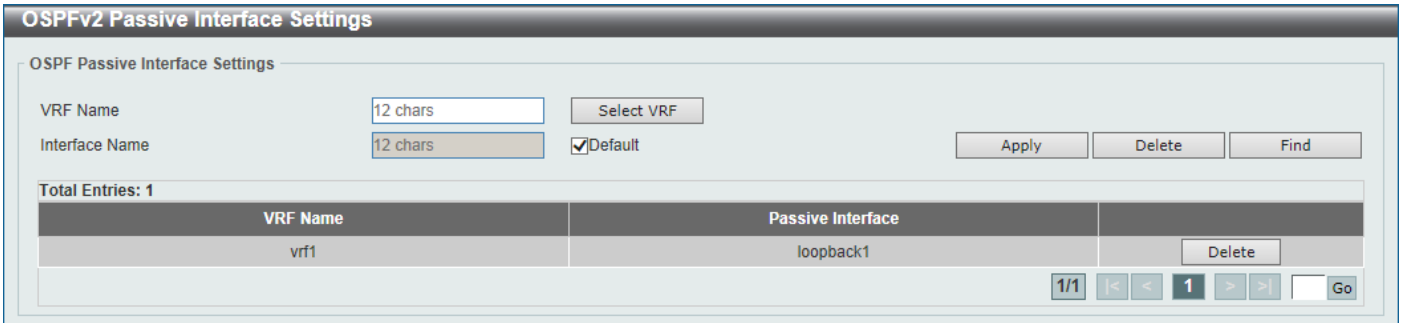 OSPFv2 Passive Interface Settings
OSPF Passive Interface Settings
VRF Name 12 chars Select VRF
Interface Name 12 chars Default Apply Delete Find
Total Entries: 1
VRF Name Passive Interface
vrf1 loopback1 Delete
1/1 |< < 1 > >| Go